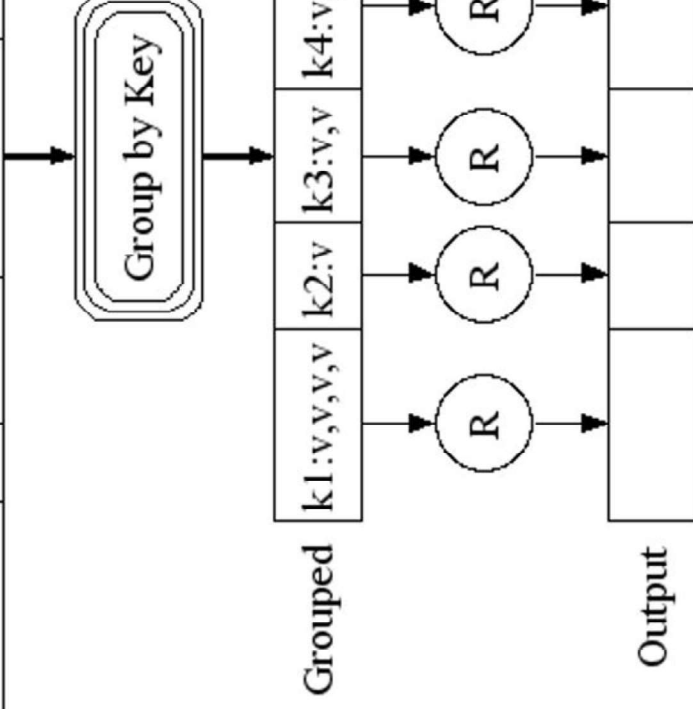 Group by Key
Grouped
k1:v,v,v,v
k2:v
k3:v,v
k4:v
R
R
R
R
Output